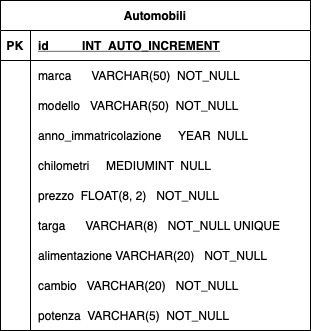 Automobili
PK id INT AUTO_INCREMENT
marca VARCHAR(50) NOT_NULL
modello VARCHAR(50) NOT_NULL
anno_immatricolazione YEAR NULL
chilometri MEDIUMINT NULL
prezzo FLOAT(8, 2) NOT_NULL
targa VARCHAR(8) NOT_NULL UNIQUE
alimentazione VARCHAR(20) NOT_NULL
cambio VARCHAR(20) NOT_NULL
potenza VARCHAR(5) NOT_NULL